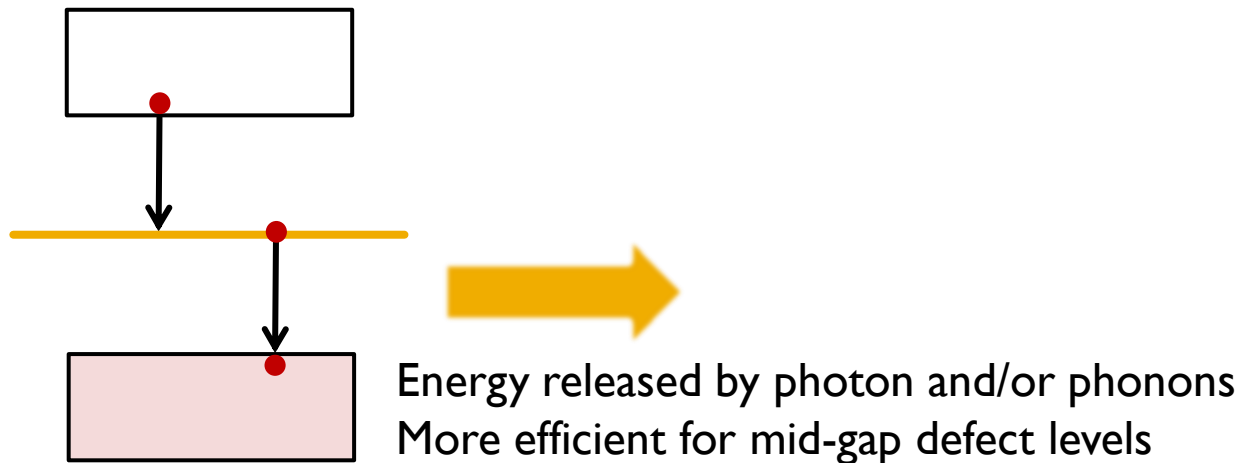 Energy released by photon and/or phonons
More efficient for mid-gap defect levels